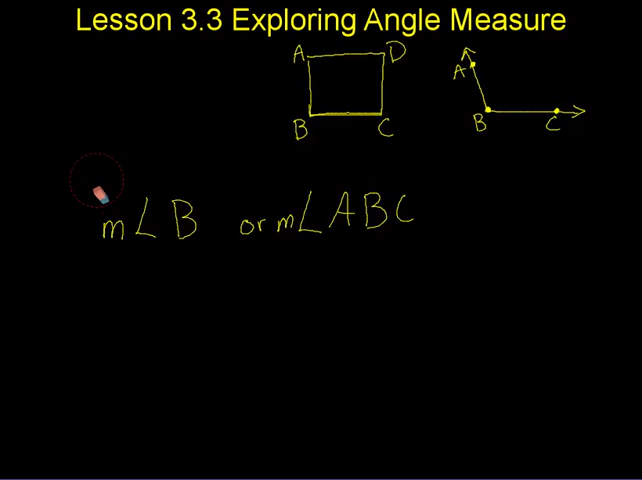 Lesson 3.3 Exploring Angle Measure
A D
B C
A
B C
m∠B or m∠ABC